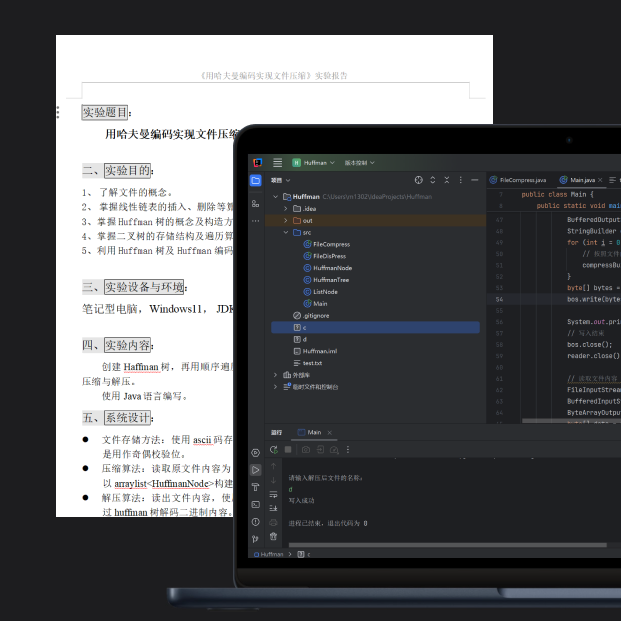 《用哈夫曼编码实现文件压缩》实验报告
实验题目：
用哈夫曼编码实现文件压缩
二、实验目的：
1、 了解文件的概念。
2、 掌握线性链表的插入、删除等算
3、掌握 Huffman 树的概念及构造方
4、掌握二叉树的存储结构及遍历算
5、利用 Huffman 树及 Huffman 编码
三、实验设备与环境：
笔记型电脑，Windows11， JDK
四、实验内容：
创建 Haffman 树，再用顺序遍
压缩与解压。
使用 Java 语言编写。
五、系统设计：
● 文件存储方法：使用 ascii 码存
是用作奇偶校验位。
● 压缩算法：读取原文件内容为
以 arraylist<HuffmanNode>构建
● 解压算法：读出文件内容，使
过 huffman 树解码二进制内容。
H Huffman 版本控制
项目
Huffman C:\Users\m1302\IdeaProjects\Huffman
.idea
out
src
FileCompress
FileDisPress
HuffmanNode
HuffmanTree
ListNode
Main
.gitignore
c
d
Huffman.iml
test.txt
外部库
临时文件和控制台
FileCompress.java Main.java
public class Main {
public static void mai
47 BufferedOutput
48 StringBuilder
49 for (int i = 0
50 // 按照文件
51 compressBu
52 }
53 byte[] bytes =
54 bos.write(byte
55
56 System.out.pri
57 // 写入结束
58 bos.close();
59 reader.close()
60
61 // 读取文件内容
62 FileInputStrea
63 BufferedInputS
64 ByteArrayOutpu
运行 Main
请输入解压后文件的名称：
d
写入成功
进程已结束，退出代码为 0
Huffman > c